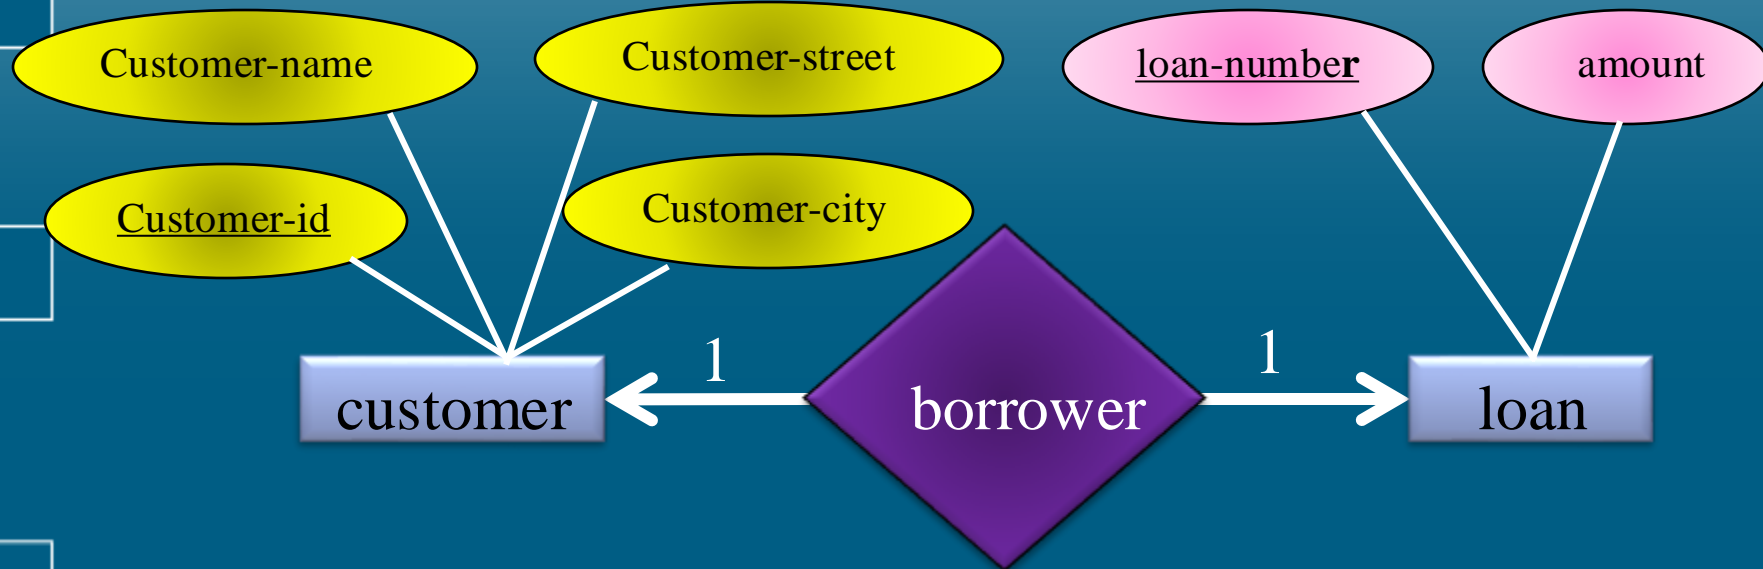 Customer-name
Customer-street
loan-number
amount
Customer-id
Customer-city
1
1
customer
borrower
loan